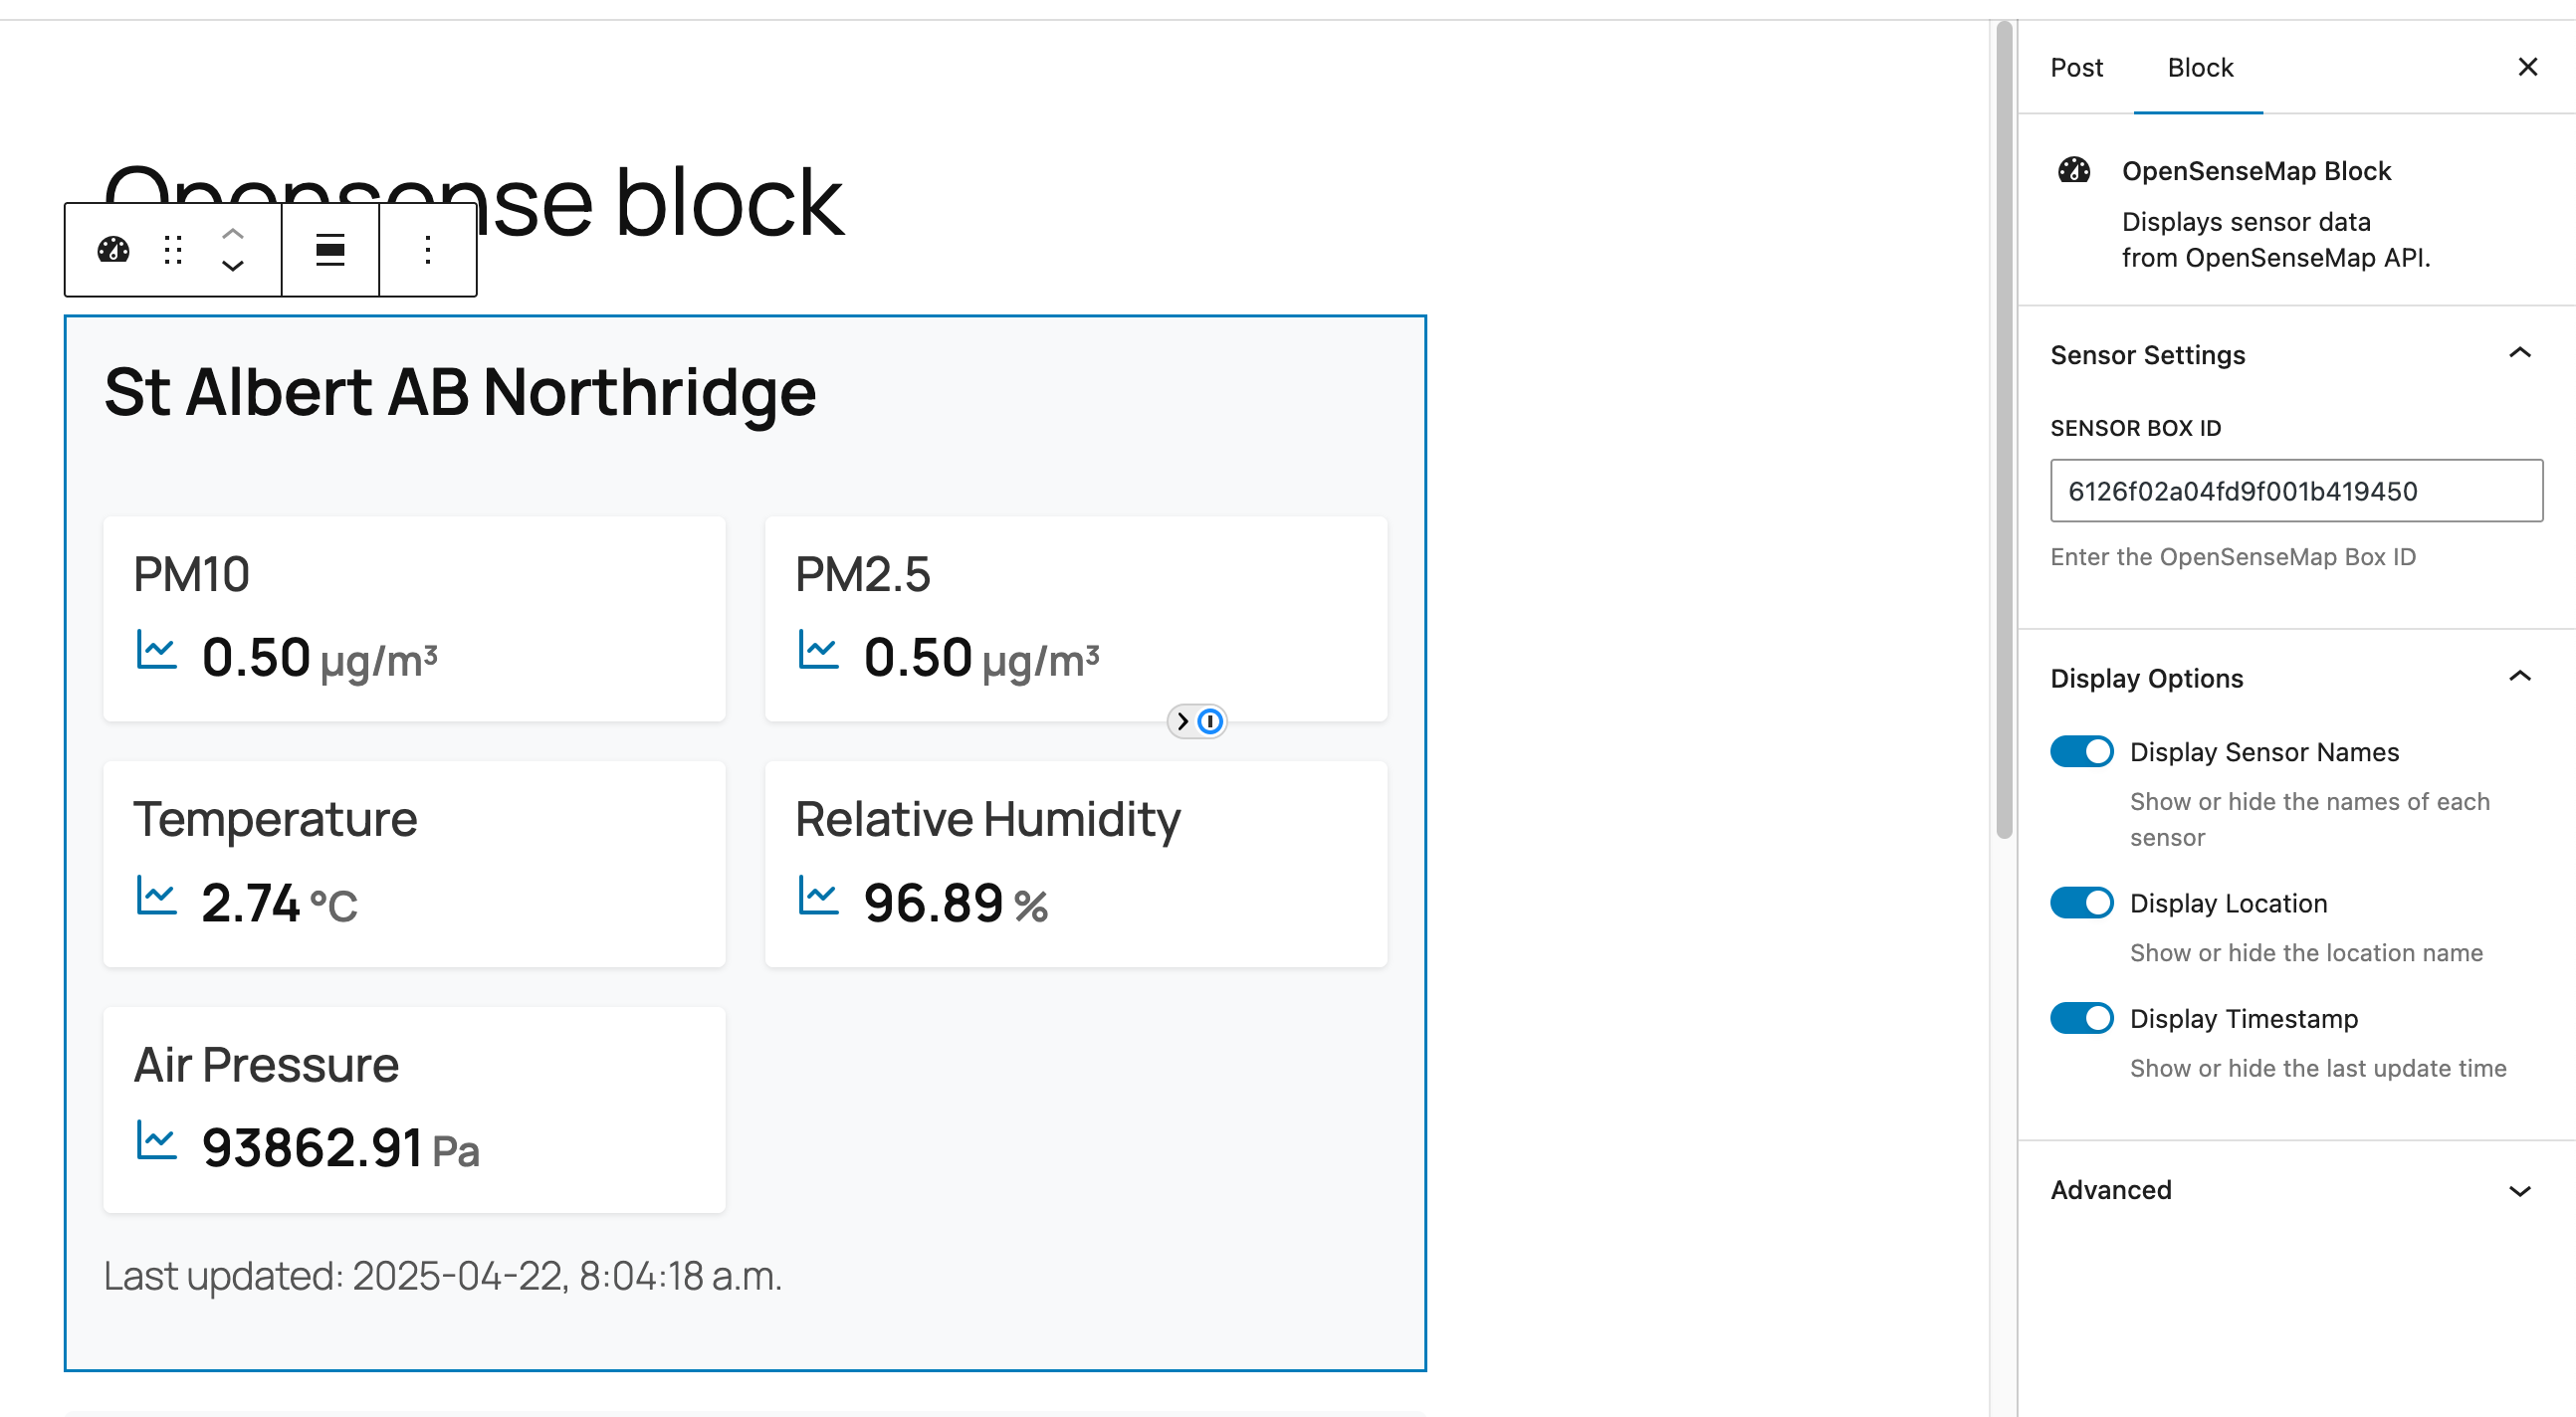 Opensense block
St Albert AB Northridge
PM10
0.50 µg/m³
PM2.5
0.50 µg/m³
Temperature
2.74 °C
Relative Humidity
96.89 %
Air Pressure
93862.91 Pa
Last updated: 2025-04-22, 8:04:18 a.m.
Post
Block
OpenSenseMap Block
Displays sensor data
from OpenSenseMap API.
Sensor Settings
SENSOR BOX ID
6126f02a04fd9f001b419450
Enter the OpenSenseMap Box ID
Display Options
Display Sensor Names
Show or hide the names of each
sensor
Display Location
Show or hide the location name
Display Timestamp
Show or hide the last update time
Advanced